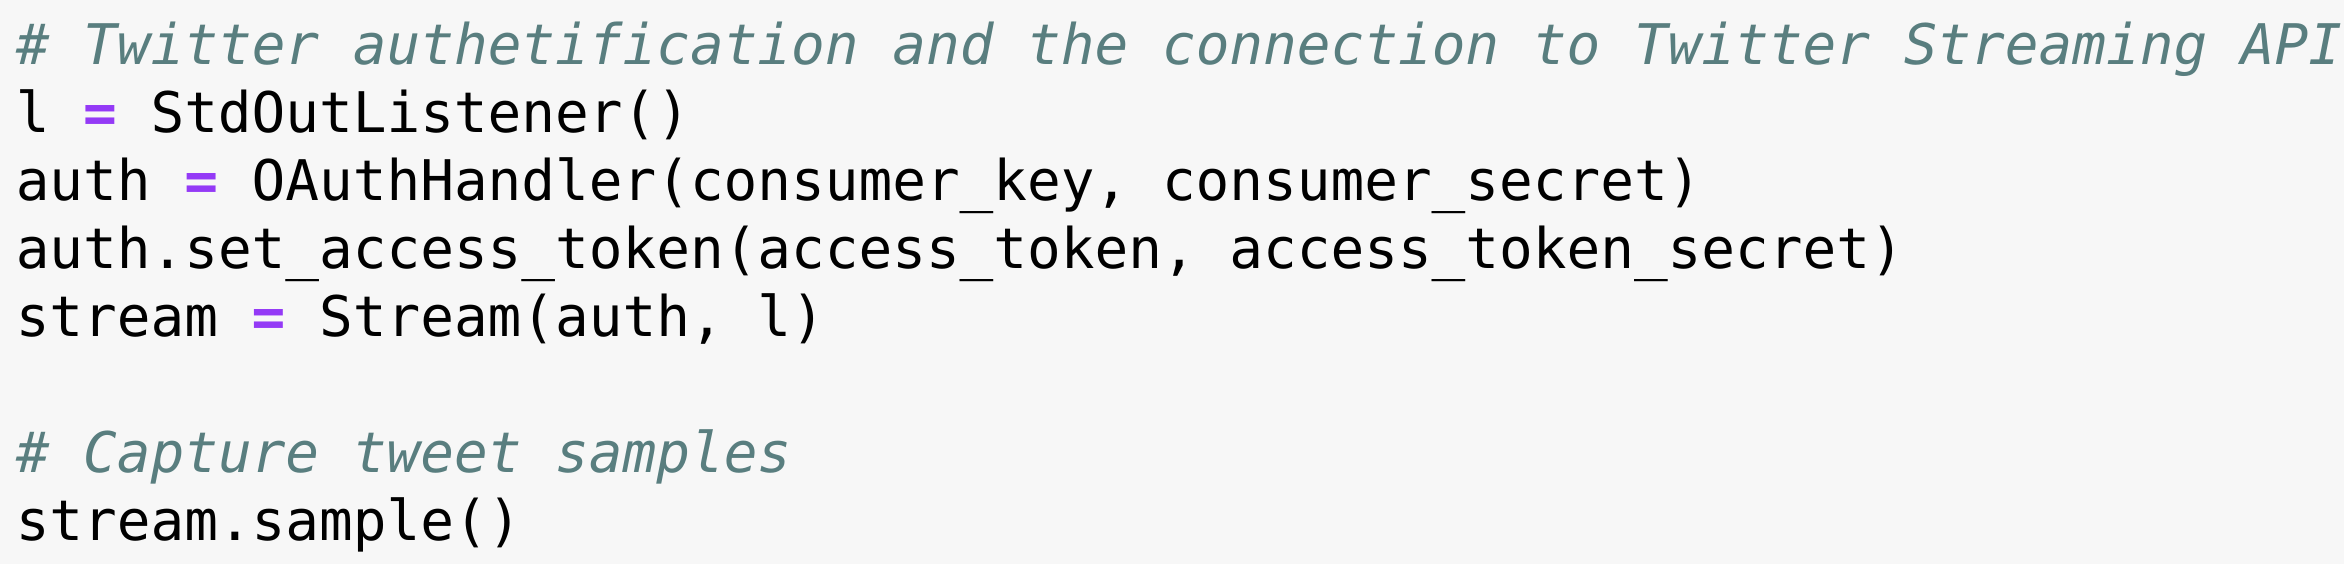 # Twitter authetification and the connection to Twitter Streaming API
l = StdOutListener()
auth = OAuthHandler(consumer_key, consumer_secret)
auth.set_access_token(access_token, access_token_secret)
stream = Stream(auth, l)
# Capture tweet samples
stream.sample()